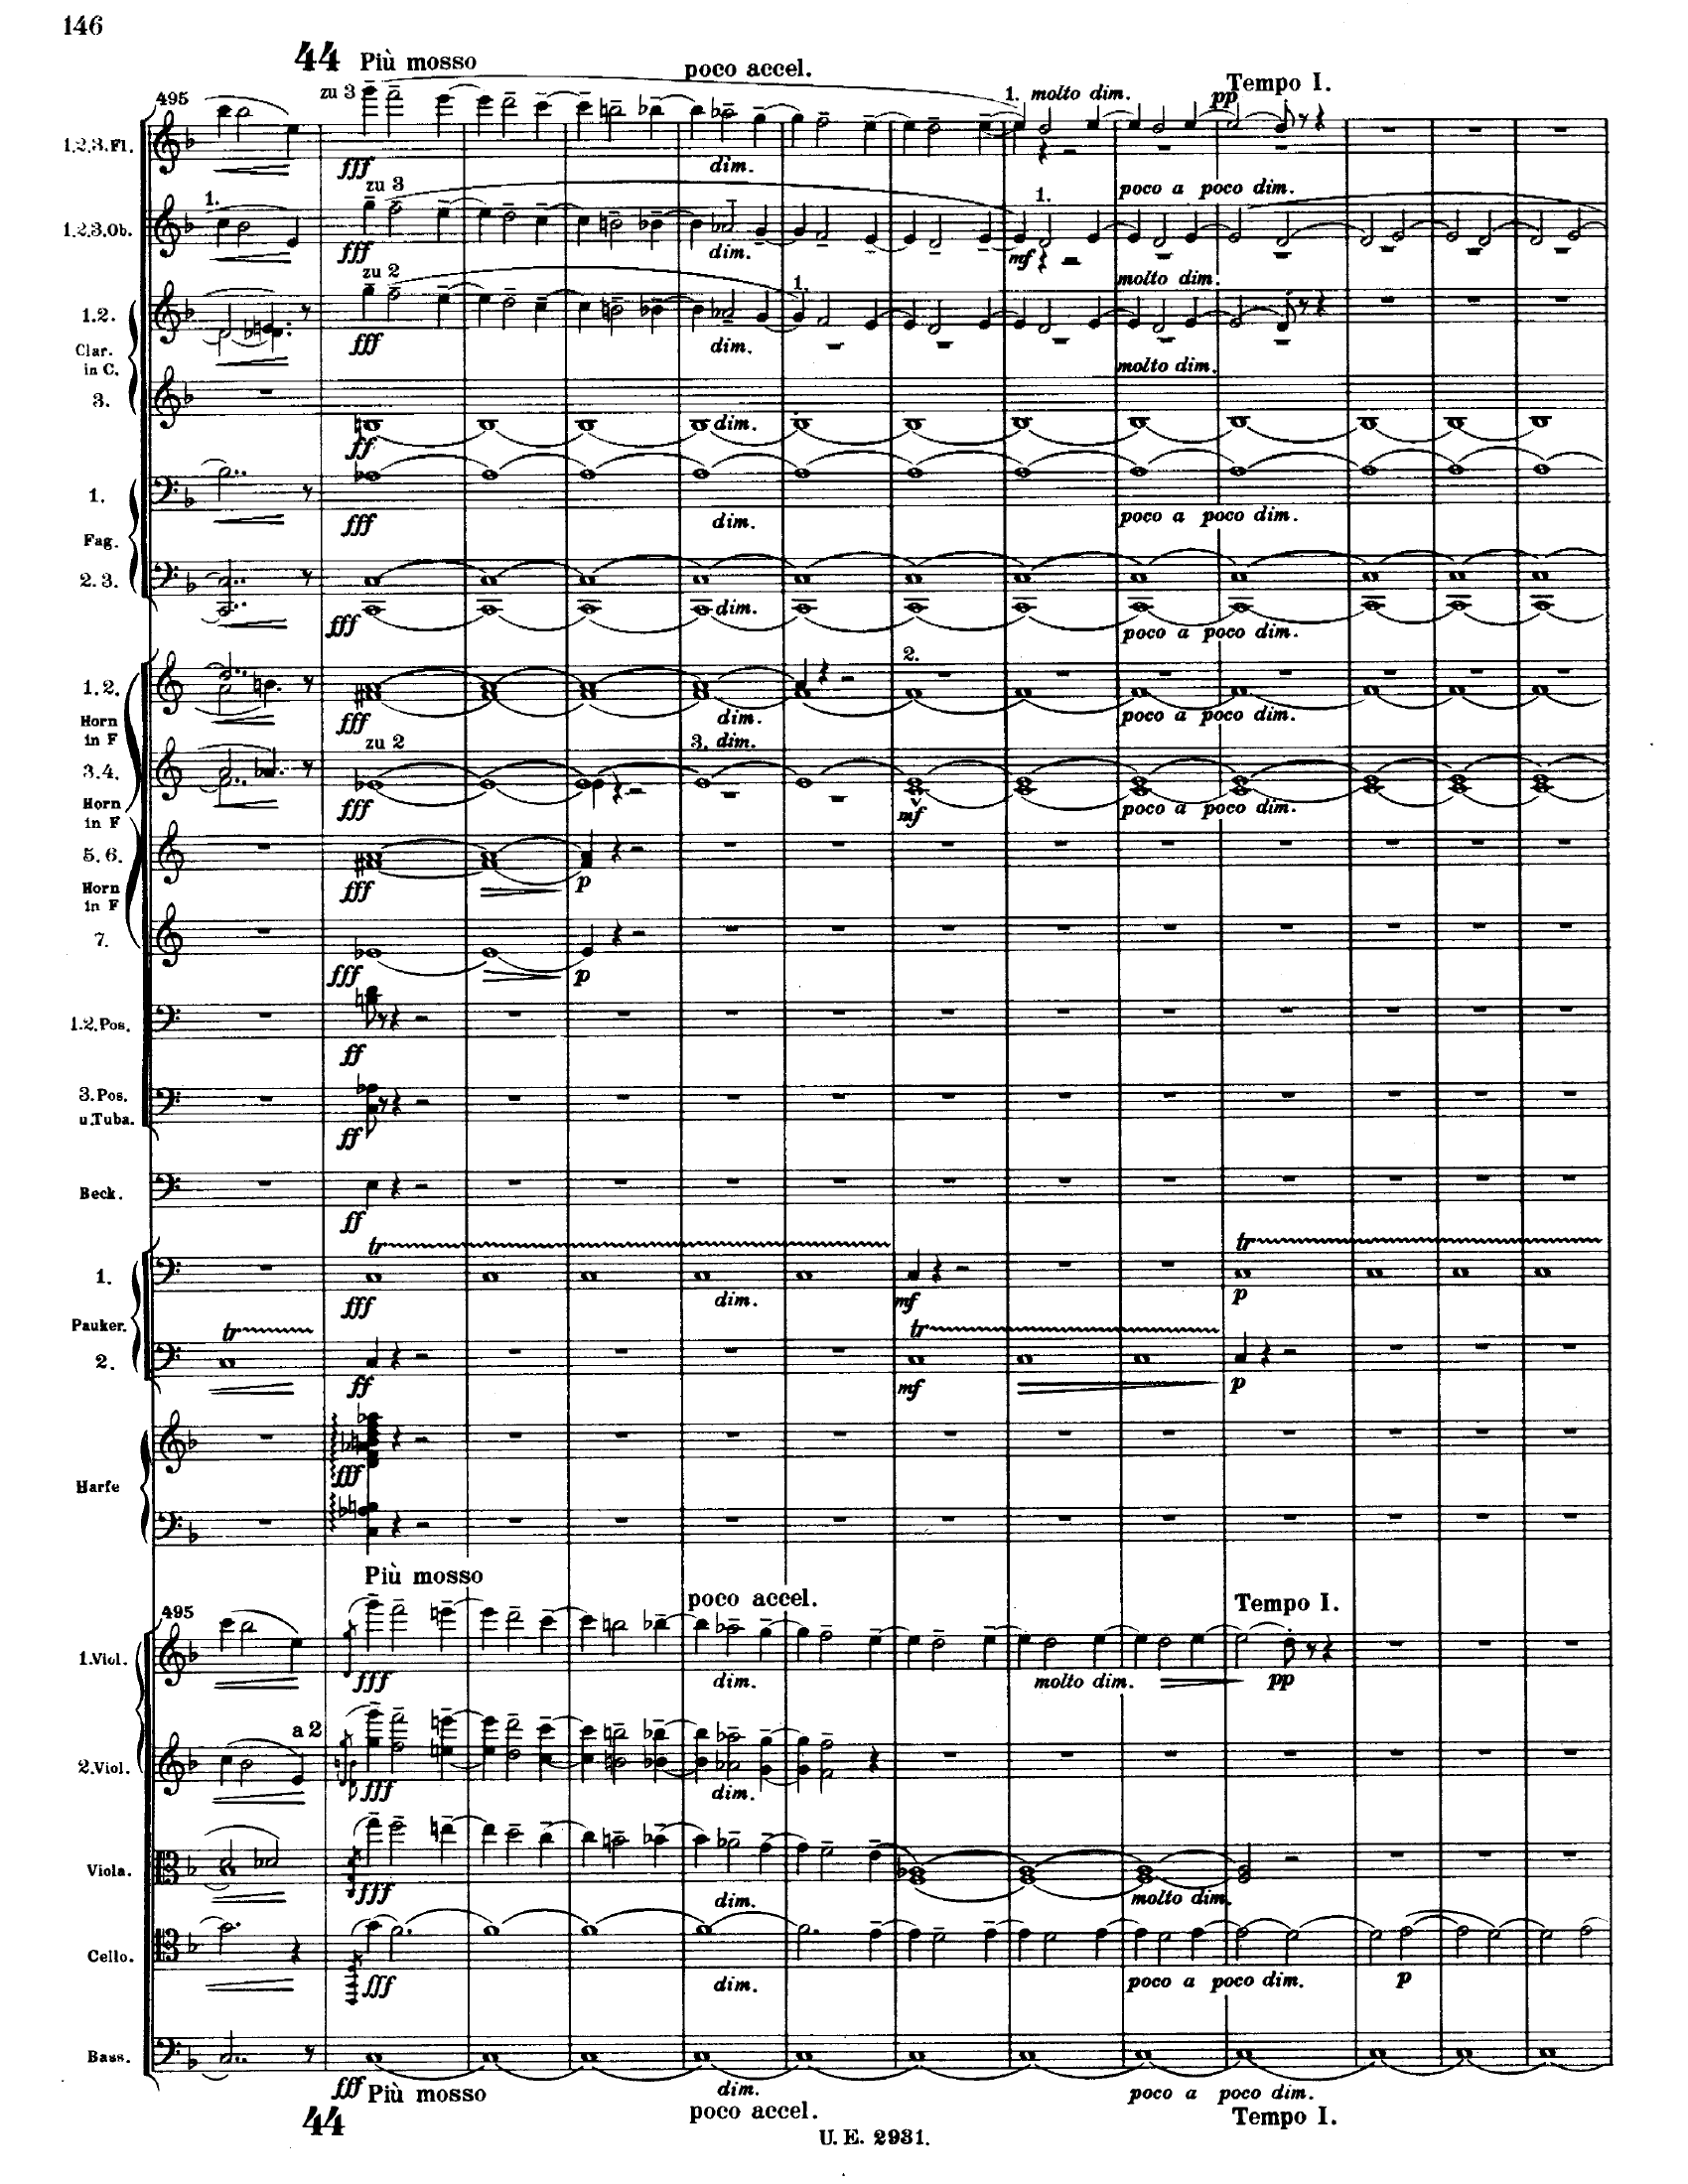 146
44 Più mosso poco accel. Tempo I.
495 zu 3 1. molto dim. pp
1.2.3. Fl.
fff dim.
1. zu 3 1. poco a poco dim.
1.2.3. Ob.
fff dim. mf
zu 2 1. molto dim.
1.2.
fff dim.
Clar. in C.
molto dim.
3.
ff dim.
1.
fff dim. poco a poco dim.
Fag.
2. 3.
fff dim. poco a poco dim.
2.
1. 2.
fff dim. poco a poco dim.
Horn in F
zu 2 3. dim.
3. 4.
fff mf poco a poco dim.
Horn in F
5. 6.
fff p
Horn in F
7.
fff p
1.2. Pos.
ff
3. Pos. u. Tuba.
ff
Beck.
ff
tr tr
1.
fff dim. mf p
Pauker.
tr tr
2.
ff mf p
Harfe
fff
Più mosso poco accel. Tempo I.
495
1. Viol.
fff dim. molto dim. pp
a 2
2. Viol.
fff dim.
Viola.
fff dim. molto dim.
Cello.
fff dim. poco a poco dim. p
Bass.
fff dim. poco a poco dim.
44 Più mosso poco accel. Tempo I.
U. E. 2931.